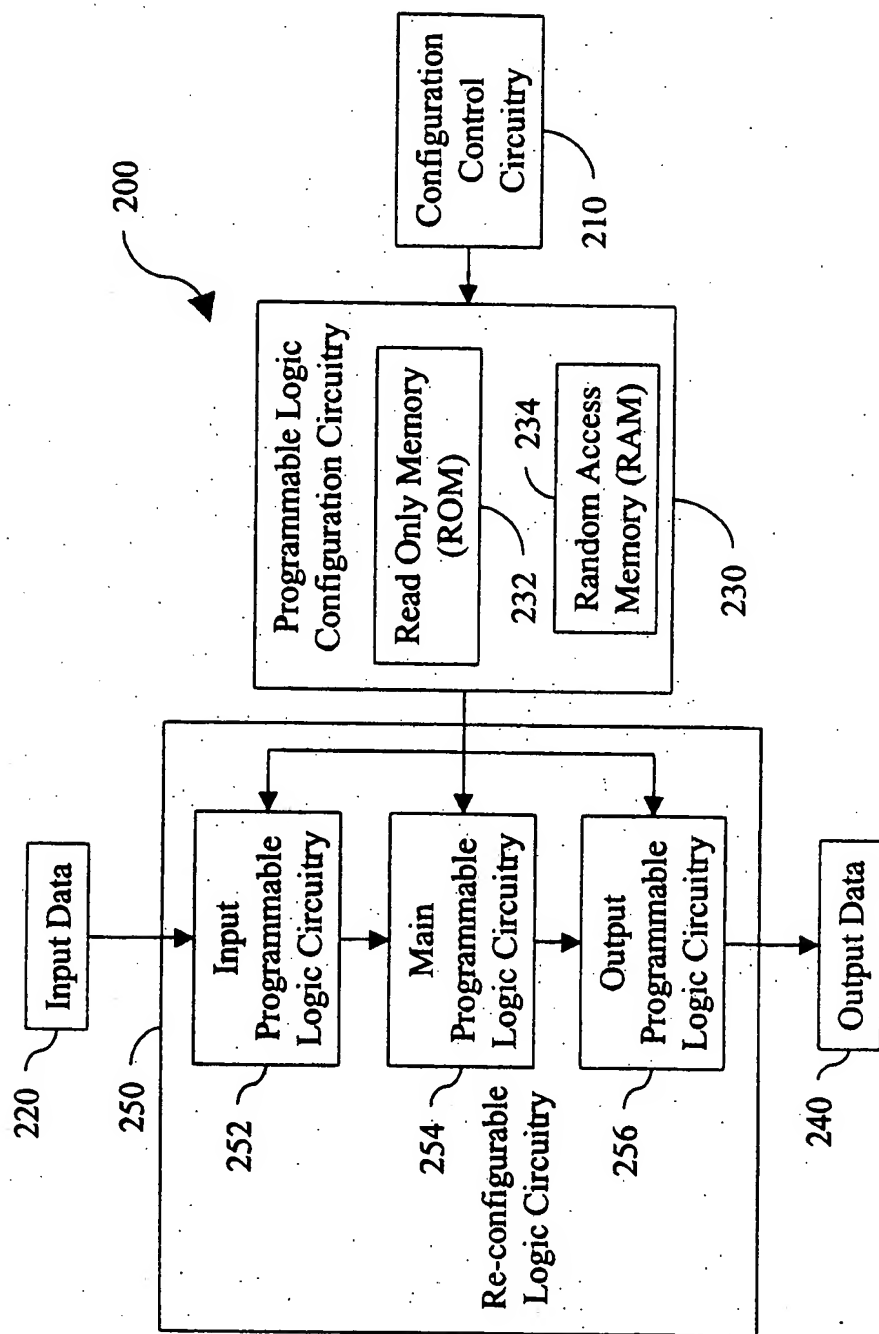 200
Input Data
220
250
Input
Programmable
Logic Circuitry
252
Main
Programmable
Logic Circuitry
254
Re-configurable
Logic Circuitry
Output
Programmable
Logic Circuitry
256
Output Data
240
Programmable Logic
Configuration Circuitry
Read Only Memory
(ROM)
232
234
Random Access
Memory (RAM)
230
Configuration
Control
Circuitry
210